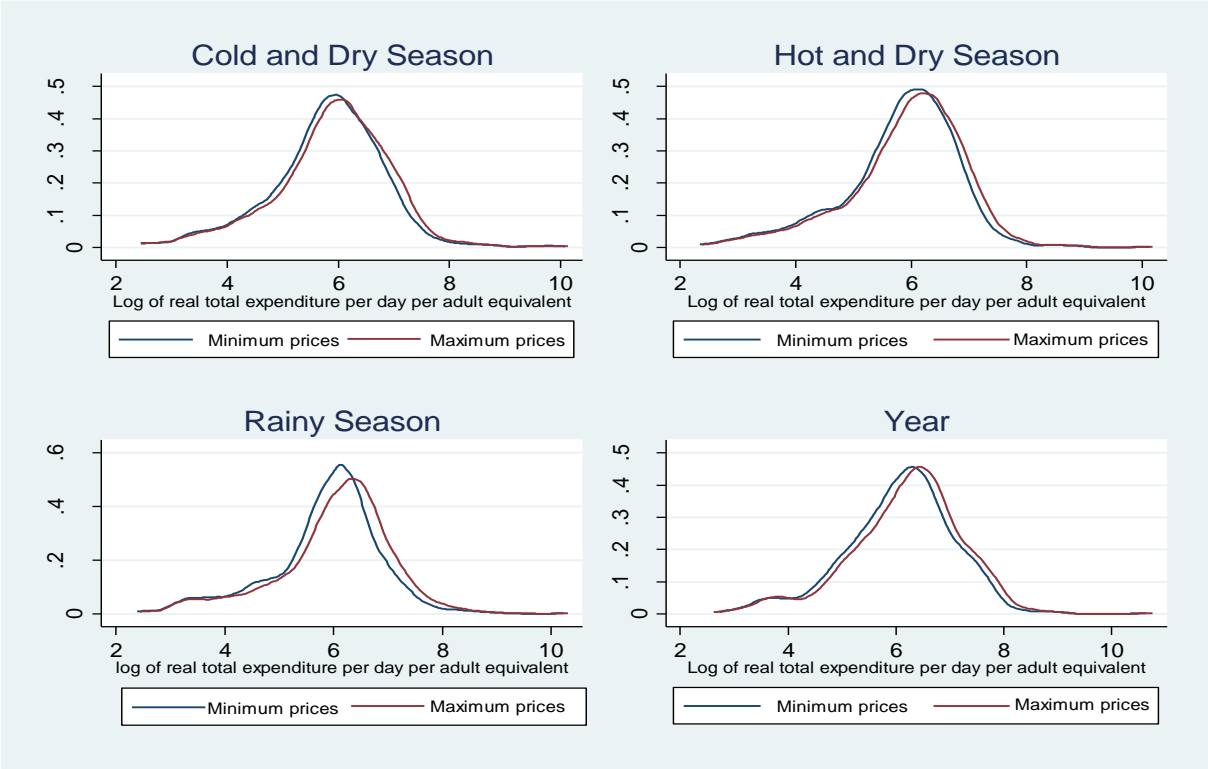 Cold and Dry Season
.5
.4
.3
.2
.1
0
2 4 6 8 10
Log of real total expenditure per day per adult equivalent
Minimum prices Maximum prices
Hot and Dry Season
.5
.4
.3
.2
.1
0
2 4 6 8 10
Log of real total expenditure per day per adult equivalent
Minimum prices Maximum prices
Rainy Season
.6
.4
.2
0
2 4 6 8 10
log of real total expenditure per day per adult equivalent
Minimum prices Maximum prices
Year
.5
.4
.3
.2
.1
0
2 4 6 8 10
Log of real total expenditure per day per adult equivalent
Minimum prices Maximum prices